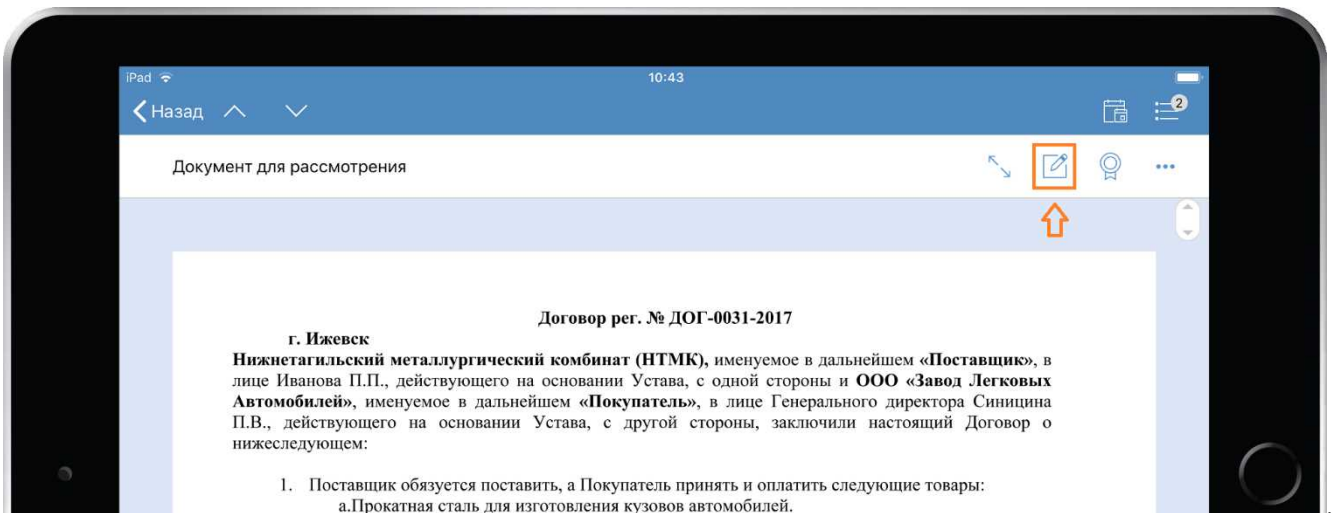 iPad 10:43
Назад 2
Документ для рассмотрения
Договор рег. № ДОГ-0031-2017
г. Ижевск
Нижнетагильский металлургический комбинат (НТМК), именуемое в дальнейшем «Поставщик», в
лице Иванова П.П., действующего на основании Устава, с одной стороны и ООО «Завод Легковых
Автомобилей», именуемое в дальнейшем «Покупатель», в лице Генерального директора Синицина
П.В., действующего на основании Устава, с другой стороны, заключили настоящий Договор о
нижеследующем:
1. Поставщик обязуется поставить, а Покупатель принять и оплатить следующие товары:
а.Прокатная сталь для изготовления кузовов автомобилей.